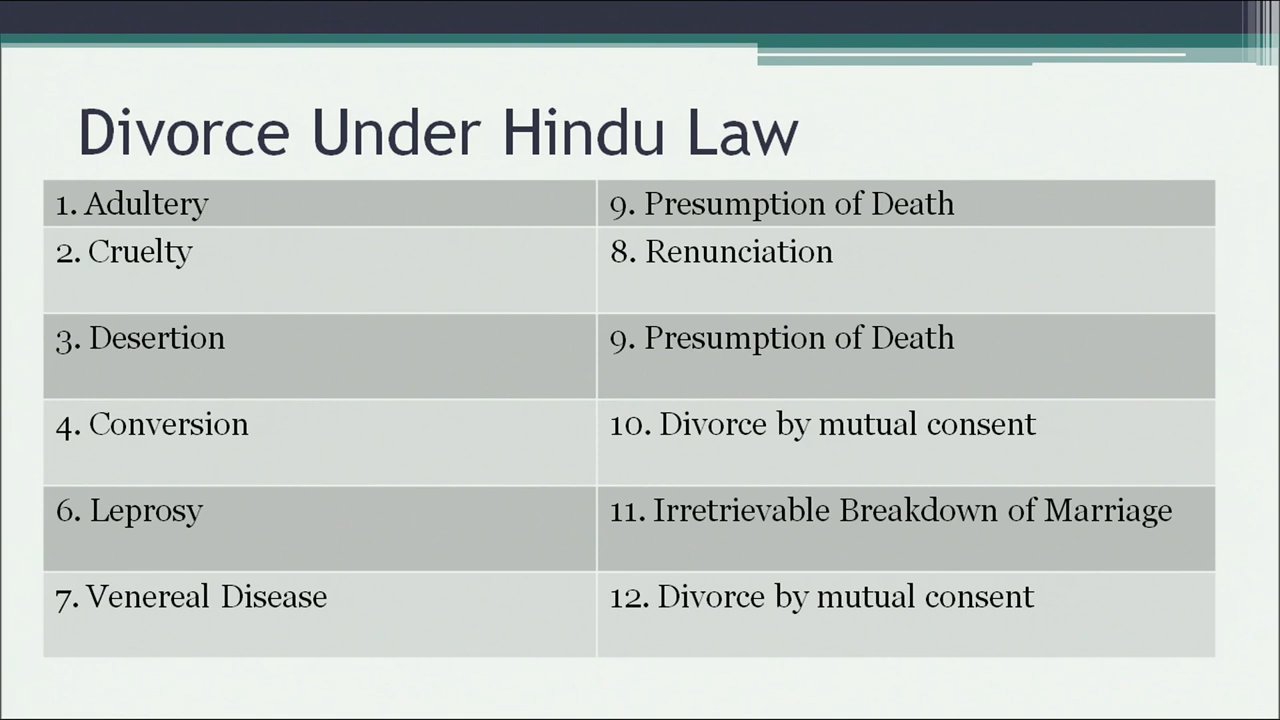 Divorce Under Hindu Law
1. Adultery
9. Presumption of Death
2. Cruelty
8. Renunciation
3. Desertion
9. Presumption of Death
4. Conversion
10. Divorce by mutual consent
6. Leprosy
11. Irretrievable Breakdown of Marriage
7. Venereal Disease
12. Divorce by mutual consent